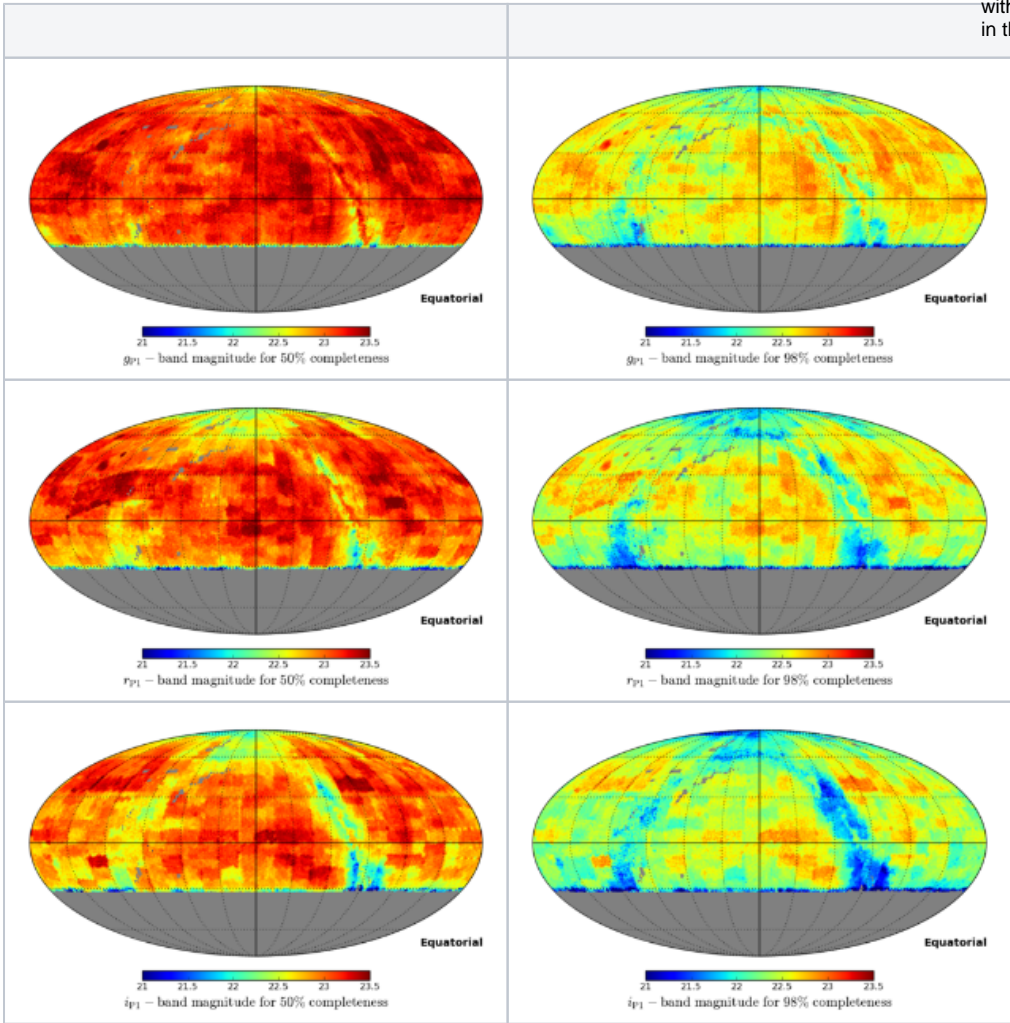 with
in th
Equatorial
Equatorial
21 21.5 22 22.5 23 23.5
21 21.5 22 22.5 23 23.5
gP1 — band magnitude for 50% completeness
gP1 — band magnitude for 98% completeness
Equatorial
Equatorial
21 21.5 22 22.5 23 23.5
21 21.5 22 22.5 23 23.5
rP1 — band magnitude for 50% completeness
rP1 — band magnitude for 98% completeness
Equatorial
Equatorial
21 21.5 22 22.5 23 23.5
21 21.5 22 22.5 23 23.5
iP1 — band magnitude for 50% completeness
iP1 — band magnitude for 98% completeness